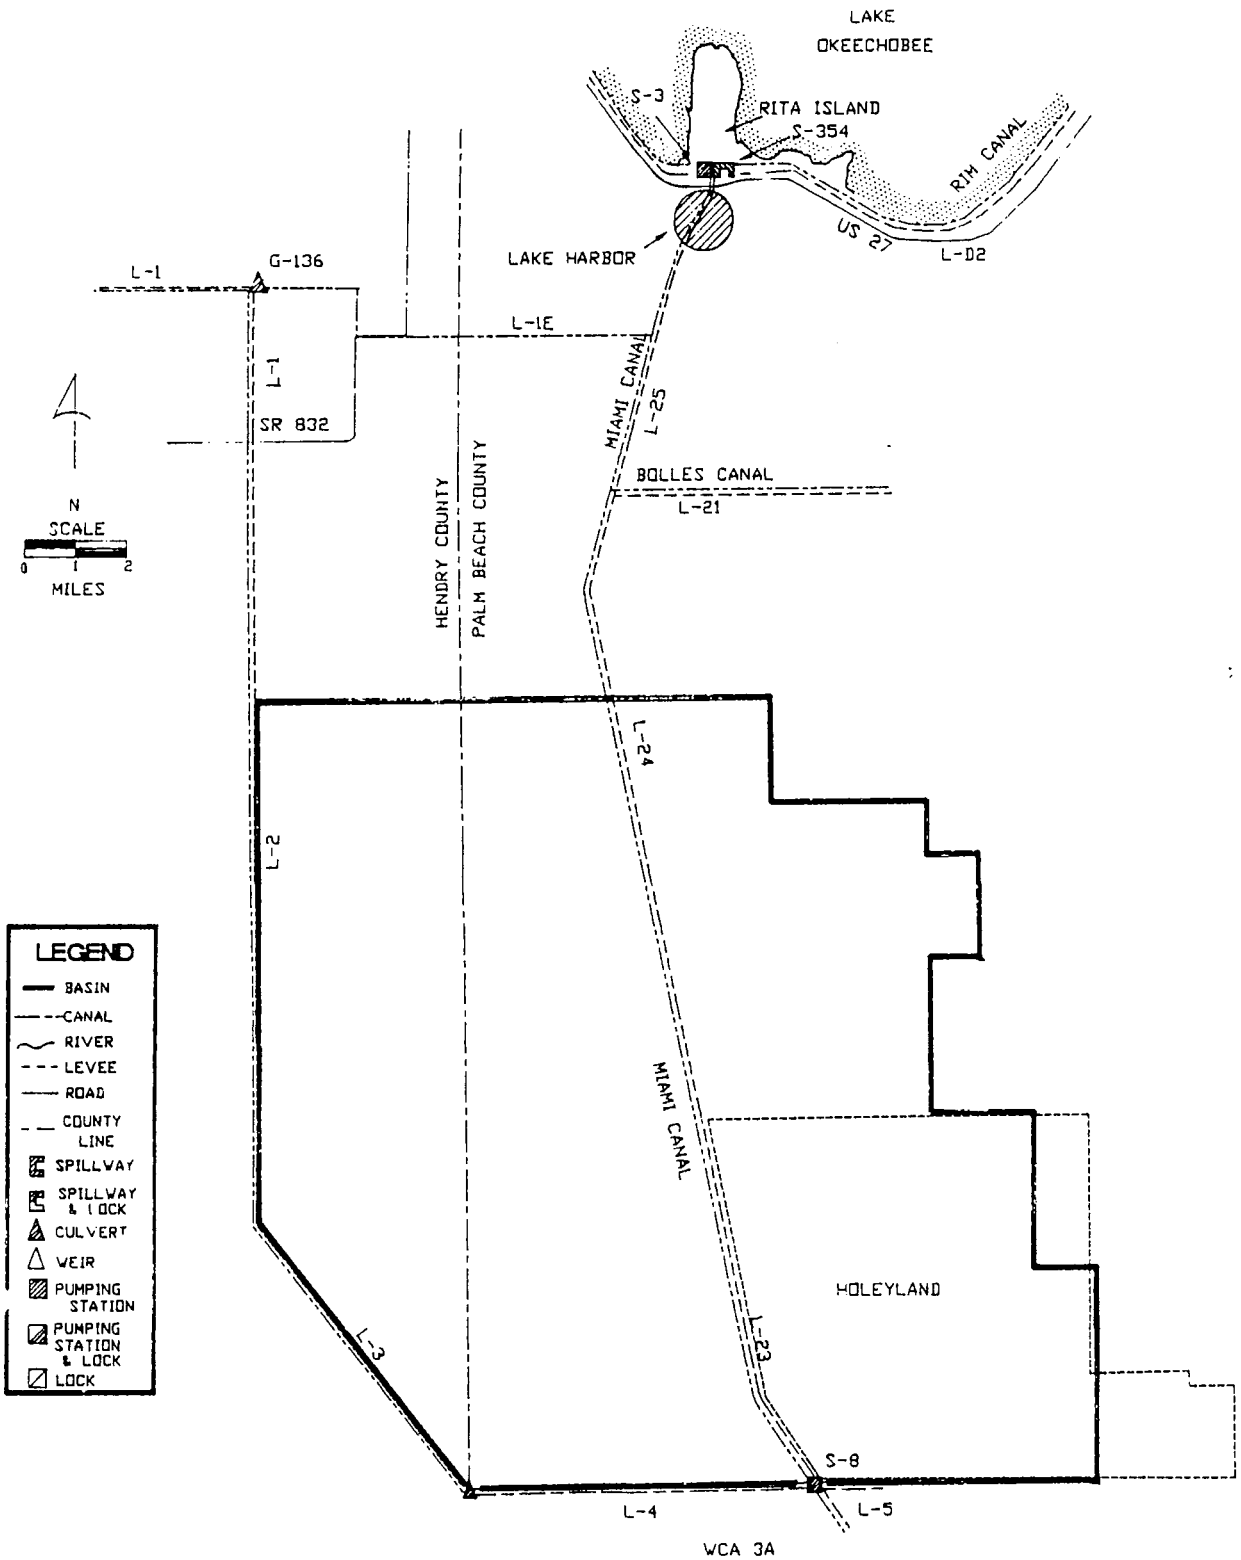 LAKE
OKEECHOBEE
S-3
RITA ISLAND
S-354
RIM CANAL
US 27
L-D2
LAKE HARBOR
L-1
G-136
L-1E
L-1
MIAMI CANAL
L-25
SR 832
BOLLES CANAL
L-21
HENDRY COUNTY
PALM BEACH COUNTY
N
SCALE
0 1 2
MILES
L-24
L-2
LEGEND
BASIN
CANAL
RIVER
LEVEE
ROAD
COUNTY
LINE
SPILLWAY
SPILLWAY
& LOCK
CULVERT
WEIR
PUMPING
STATION
PUMPING
STATION
& LOCK
LOCK
MIAMI CANAL
HOLEYLAND
L-3
L-23
S-8
L-4
L-5
WCA 3A